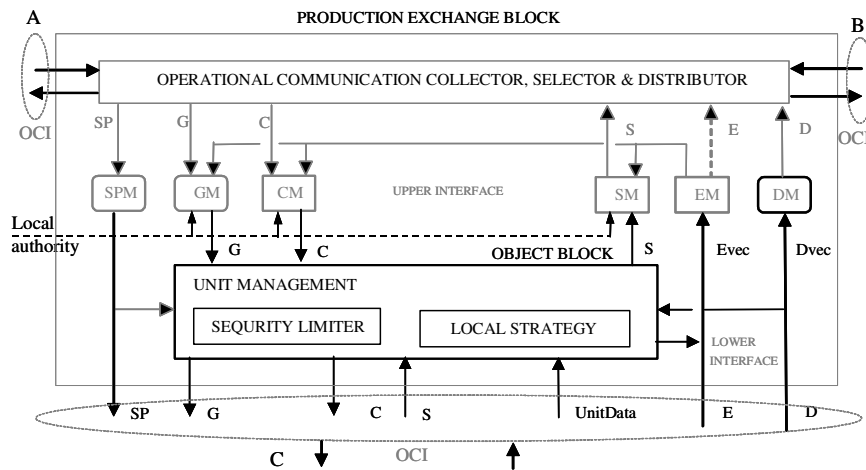 PRODUCTION EXCHANGE BLOCK
A
B
OPERATIONAL COMMUNICATION COLLECTOR, SELECTOR & DISTRIBUTOR
OCI
OCI
SP
G
C
S
E
D
SPM
GM
CM
UPPER INTERFACE
SM
EM
DM
Local
authority
G
C
OBJECT BLOCK
S
Evec
Dvec
UNIT MANAGEMENT
SEQURITY LIMITER
LOCAL STRATEGY
LOWER
INTERFACE
SP
G
C
S
UnitData
E
D
C
OCI